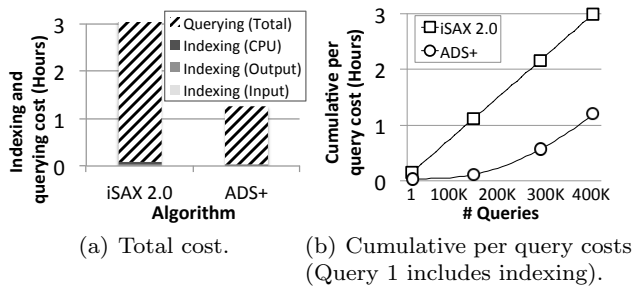 Indexing and
querying cost (Hours)
3
2
1
0
Querying (Total)
Indexing (CPU)
Indexing (Output)
Indexing (Input)
iSAX 2.0
ADS+
Algorithm
(a) Total cost.
Cumulative per
query cost (Hours)
3
2
1
0
iSAX 2.0
ADS+
1
100K
300K
400K
# Queries
(b) Cumulative per query costs
(Query 1 includes indexing).